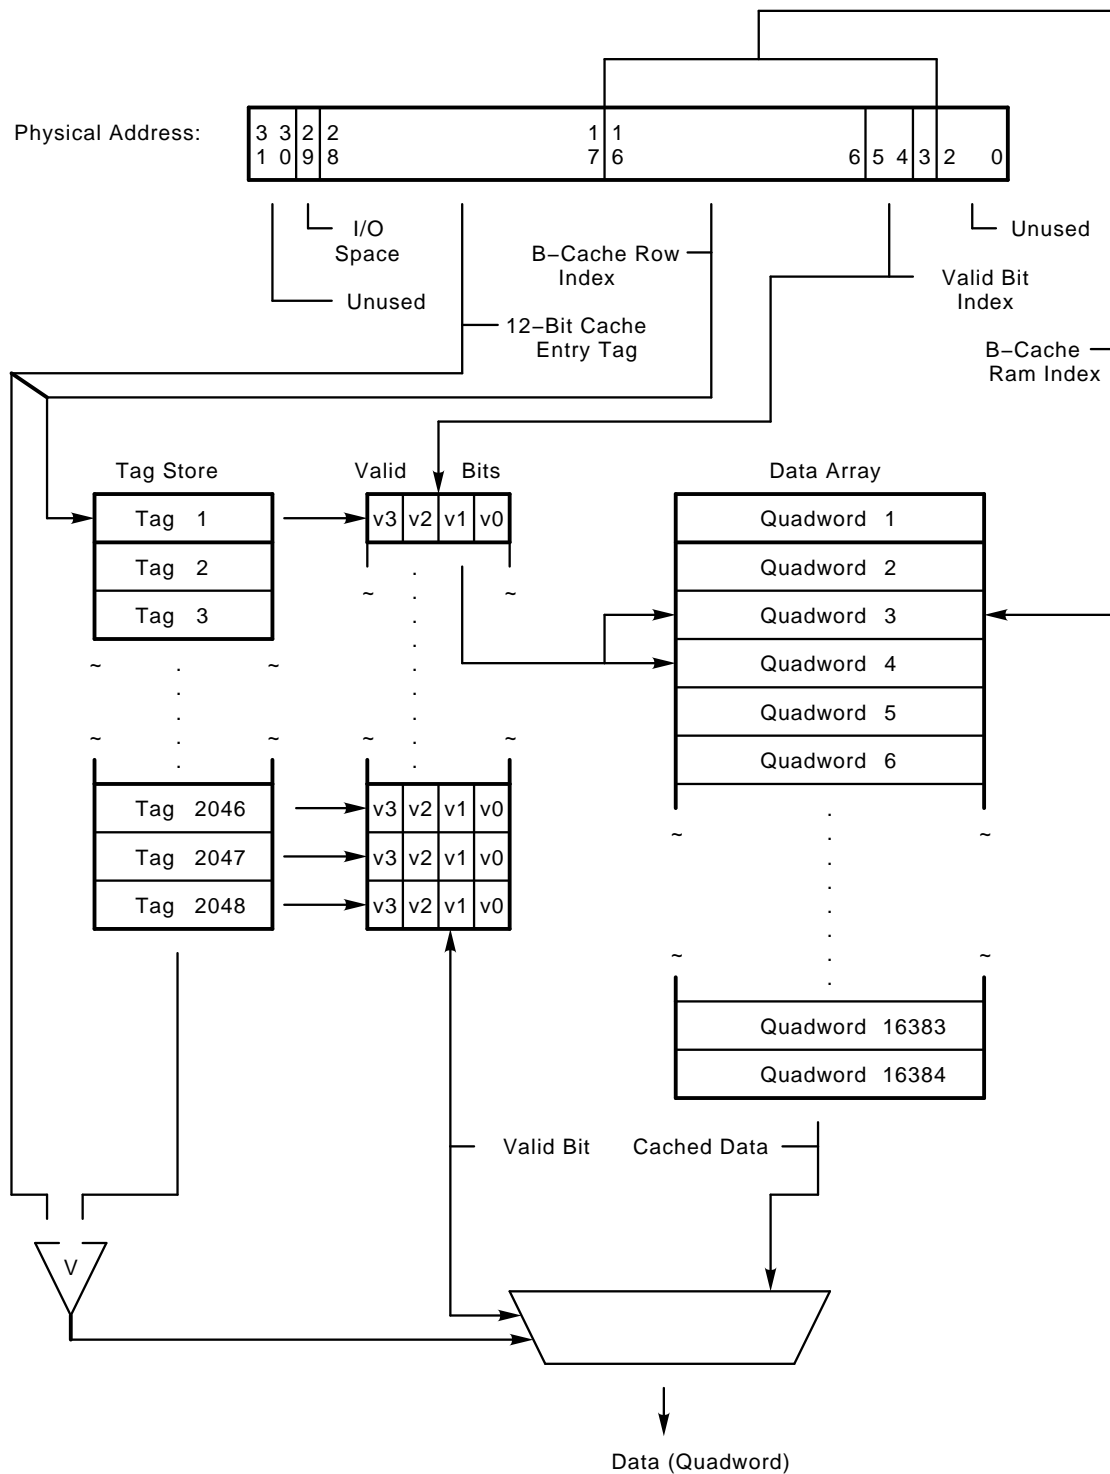 Physical Address:
3 3 2 2 1 1
1 0 9 8 7 6 6 5 4 3 2 0
I/O
Space
Unused
B−Cache Row
Index
Unused
Valid Bit
Index
12−Bit Cache
Entry Tag
B−Cache
Ram Index
Tag Store
Valid Bits
Data Array
Tag 1
v3 v2 v1 v0
Quadword 1
Tag 2
Quadword 2
Tag 3
Quadword 3
Quadword 4
Quadword 5
Quadword 6
Tag 2046
v3 v2 v1 v0
Tag 2047
v3 v2 v1 v0
Tag 2048
v3 v2 v1 v0
Quadword 16383
Quadword 16384
Valid Bit
Cached Data
V
Data (Quadword)